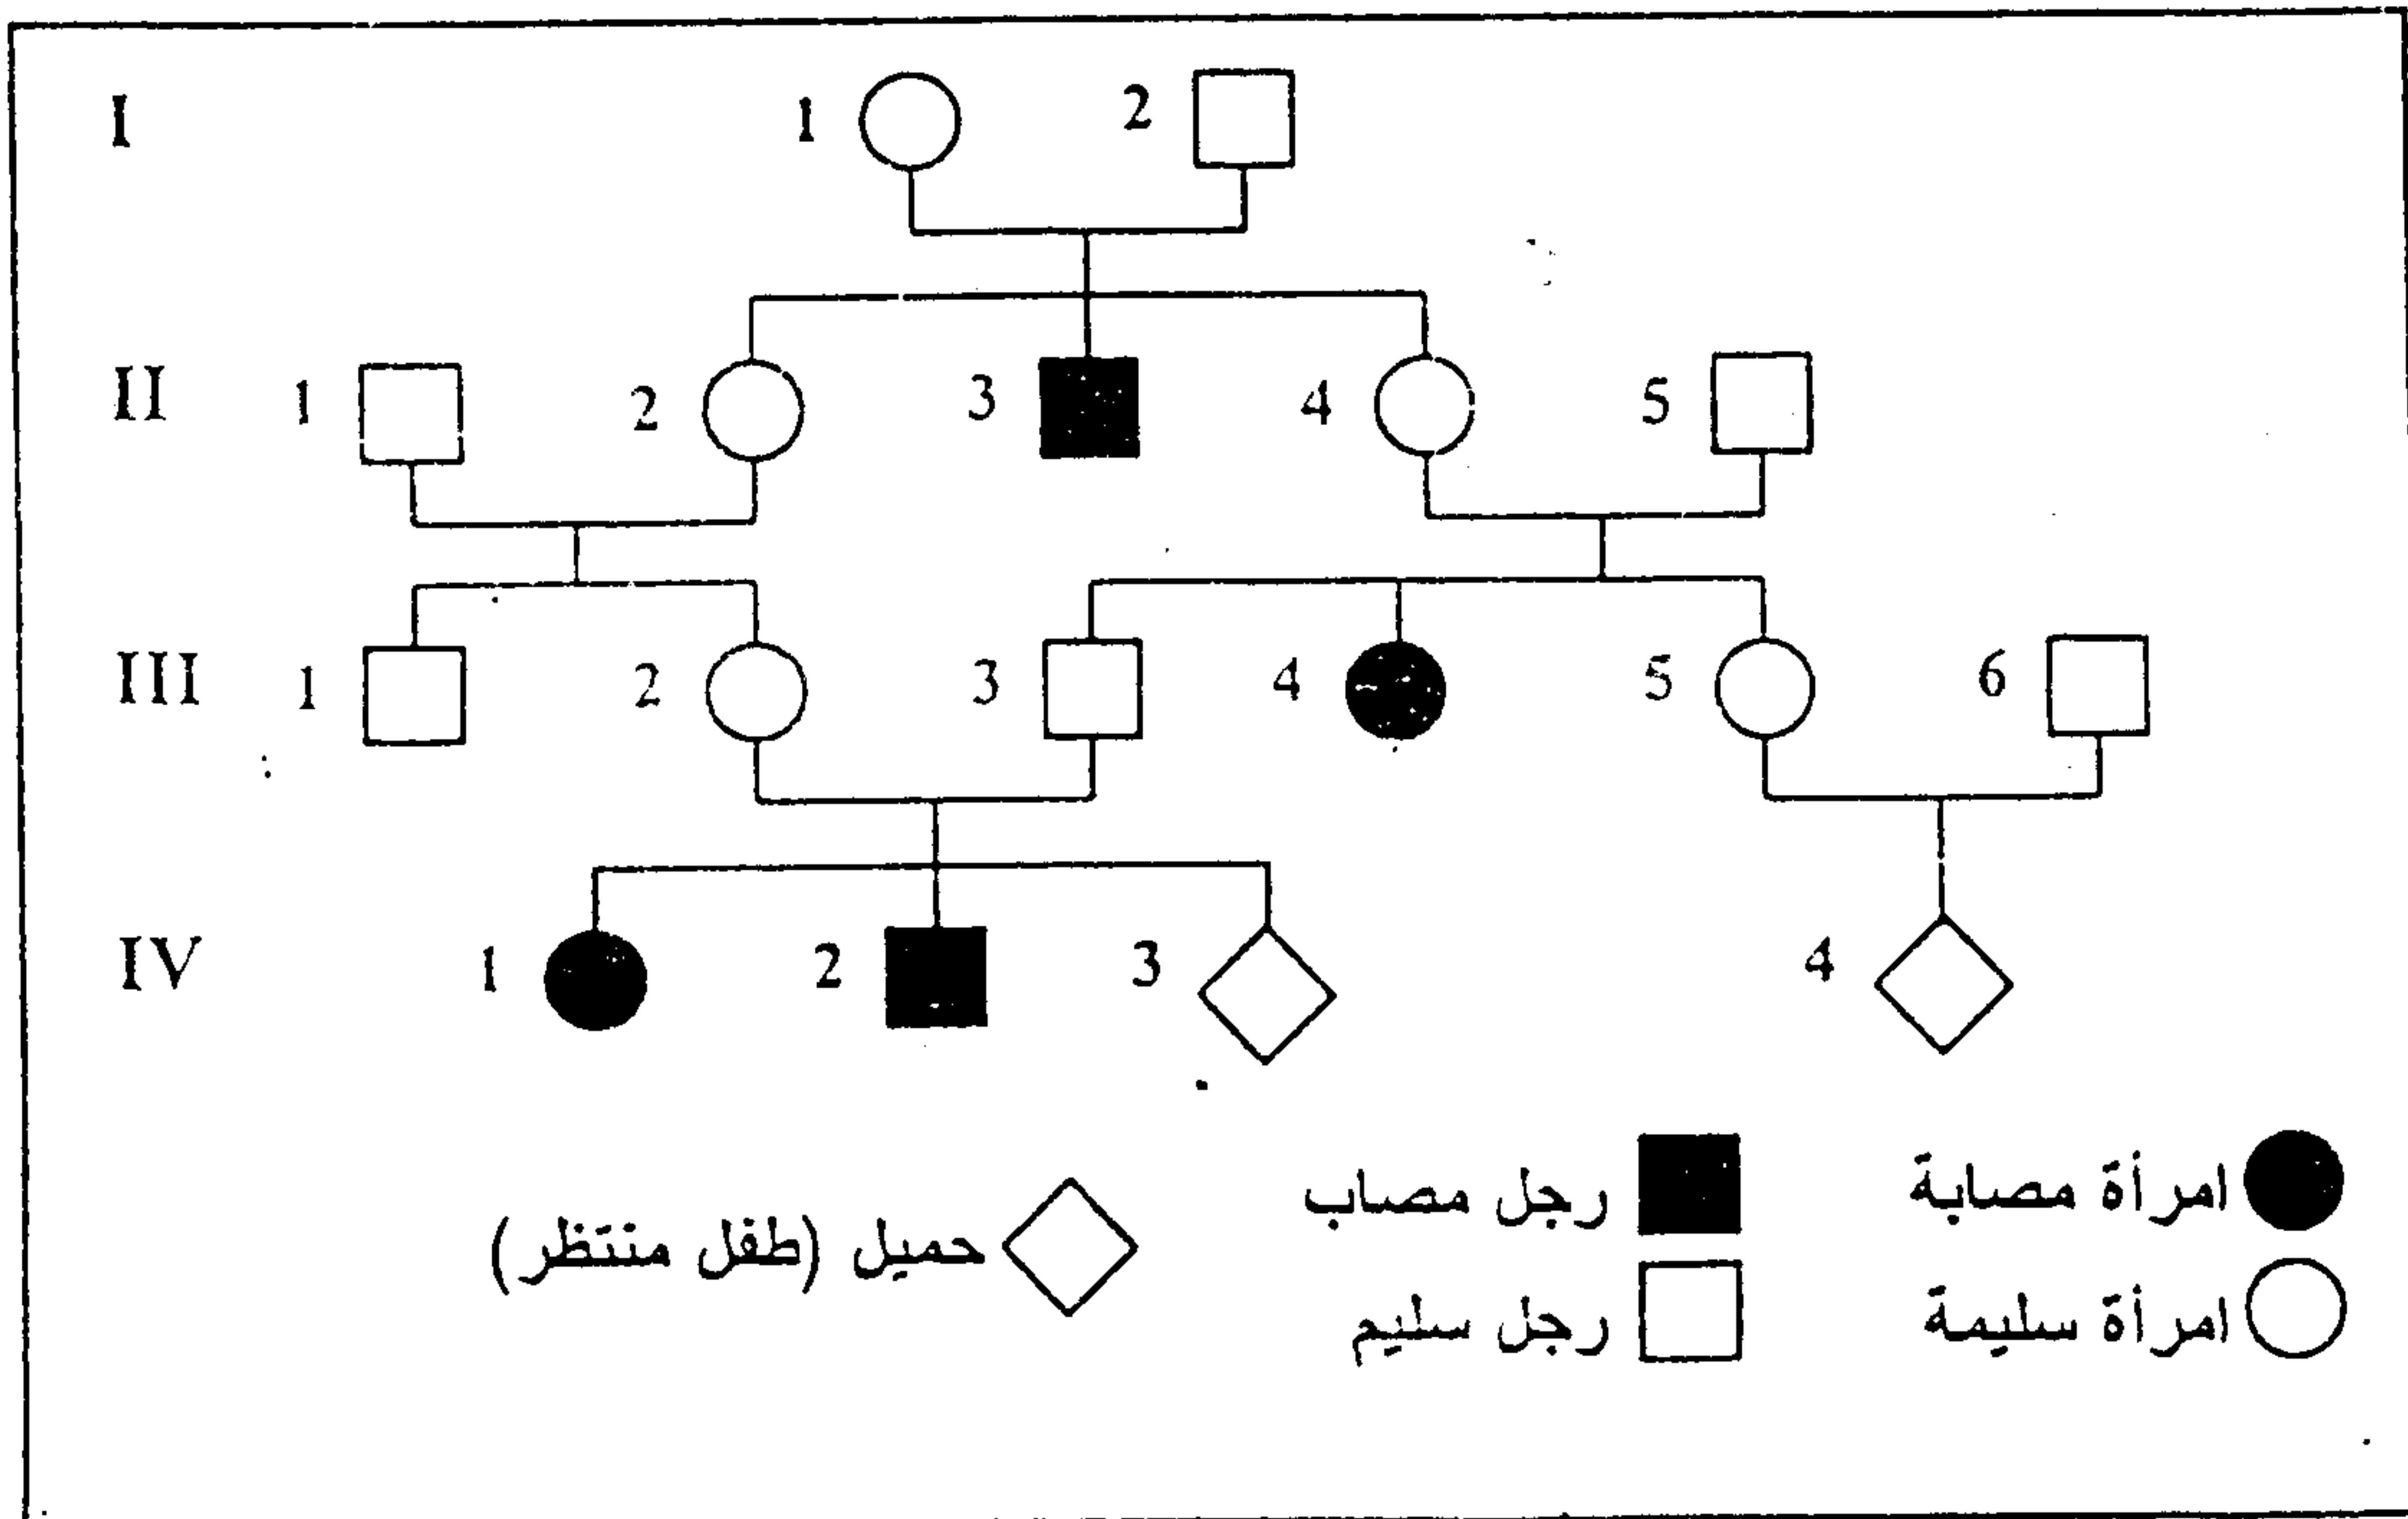 I 1 2
II 1 2 3 4 5
III 1 2 3 4 5 6
IV 1 2 3 4
امرأة مصابة رجل مصاب حميل (طفل منتظر)
امرأة سليمة رجل سليم